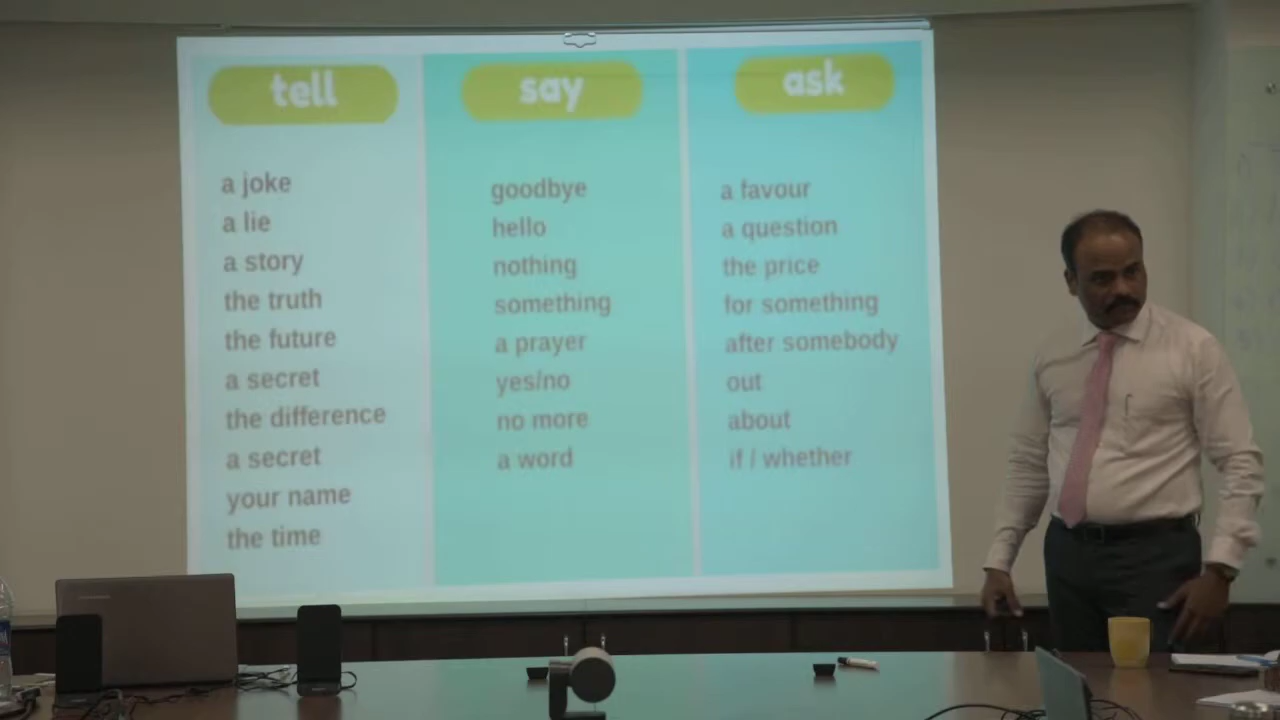 tell
a joke
a lie
a story
the truth
the future
a secret
the difference
a secret
your name
the time
say
goodbye
hello
nothing
something
a prayer
yes/no
no more
a word
ask
a favour
a question
the price
for something
after somebody
out
about
if / whether